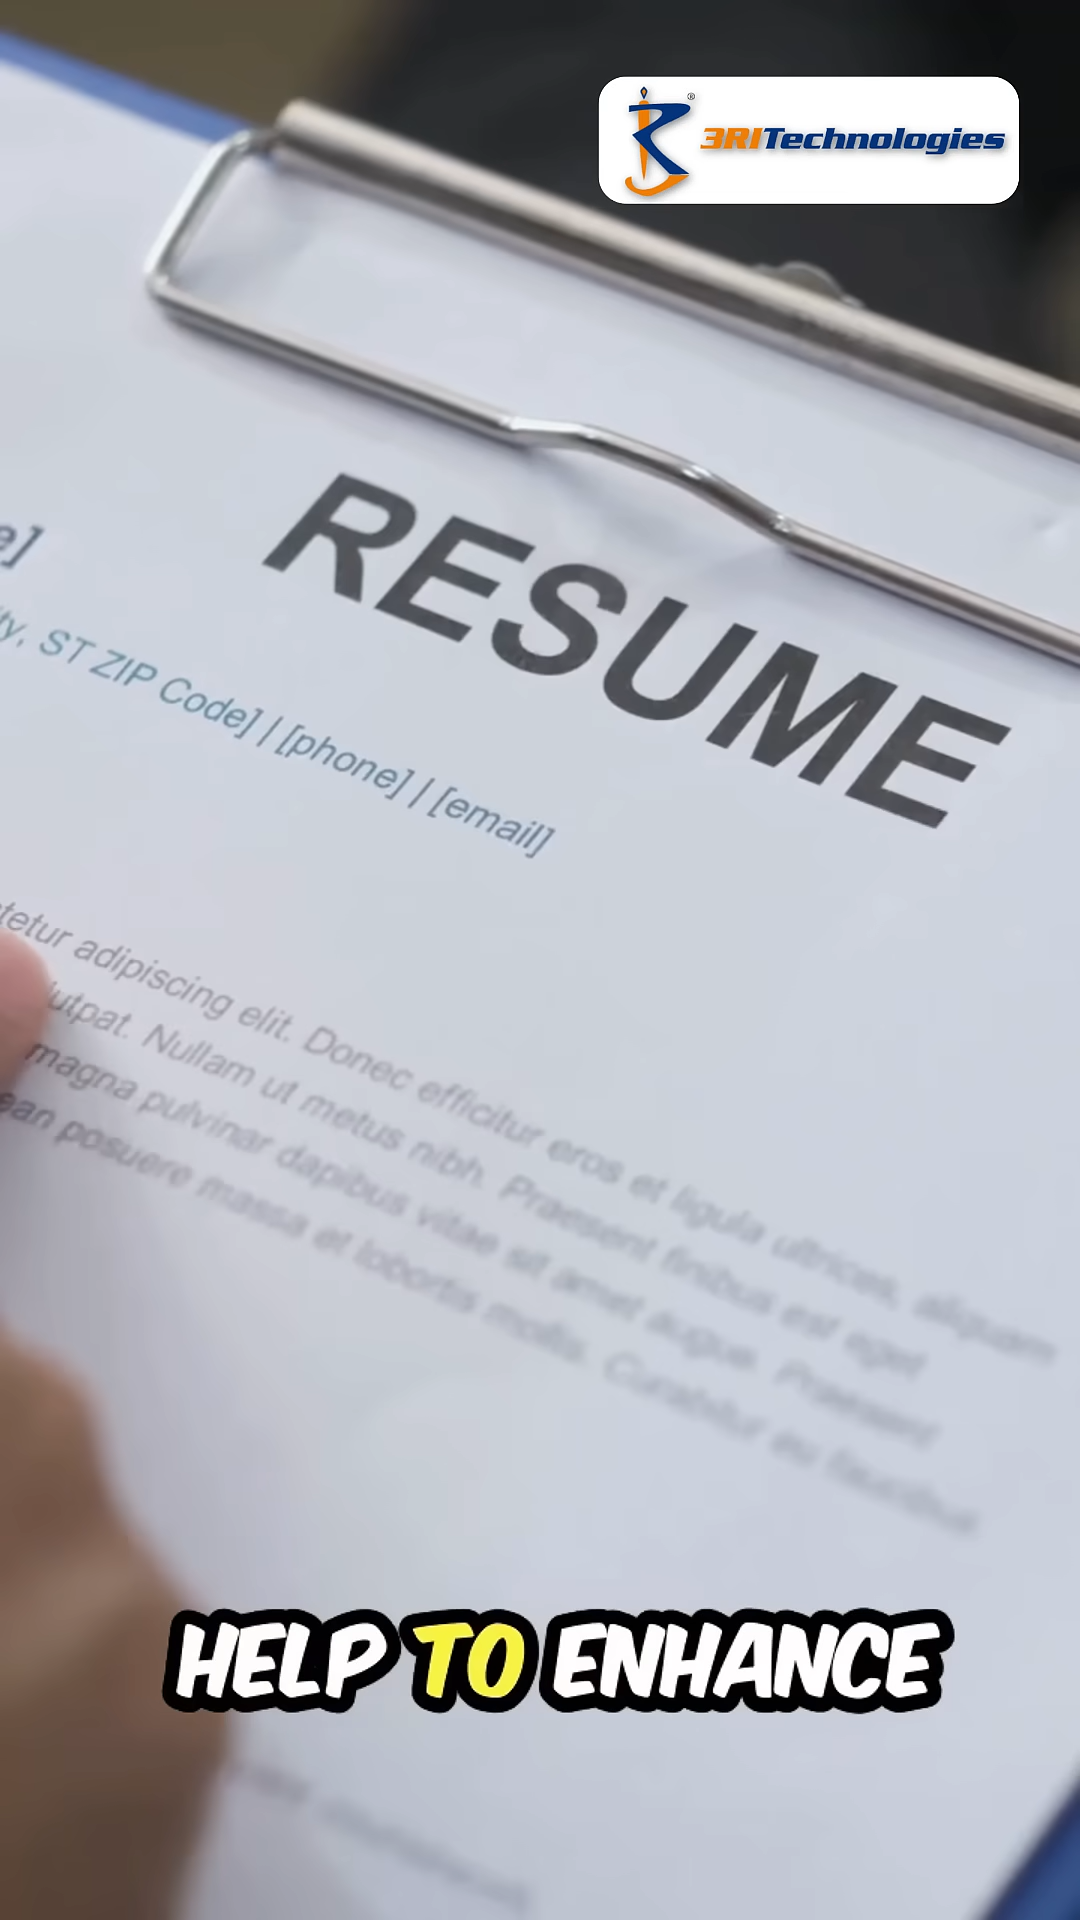 3RITechnologies
RESUME
e]
ity, ST ZIP Code] | [phone] | [email]
tetur adipiscing elit. Donec efficitur eros et ligula ultrices, aliquam
utpat. Nullam ut metus nibh. Praesent finibus est eget
magna pulvinar dapibus vitae sit amet augue. Praesent
ean posuere massa et lobortis mollis. Curabitur eu faucibus
HELP TO ENHANCE